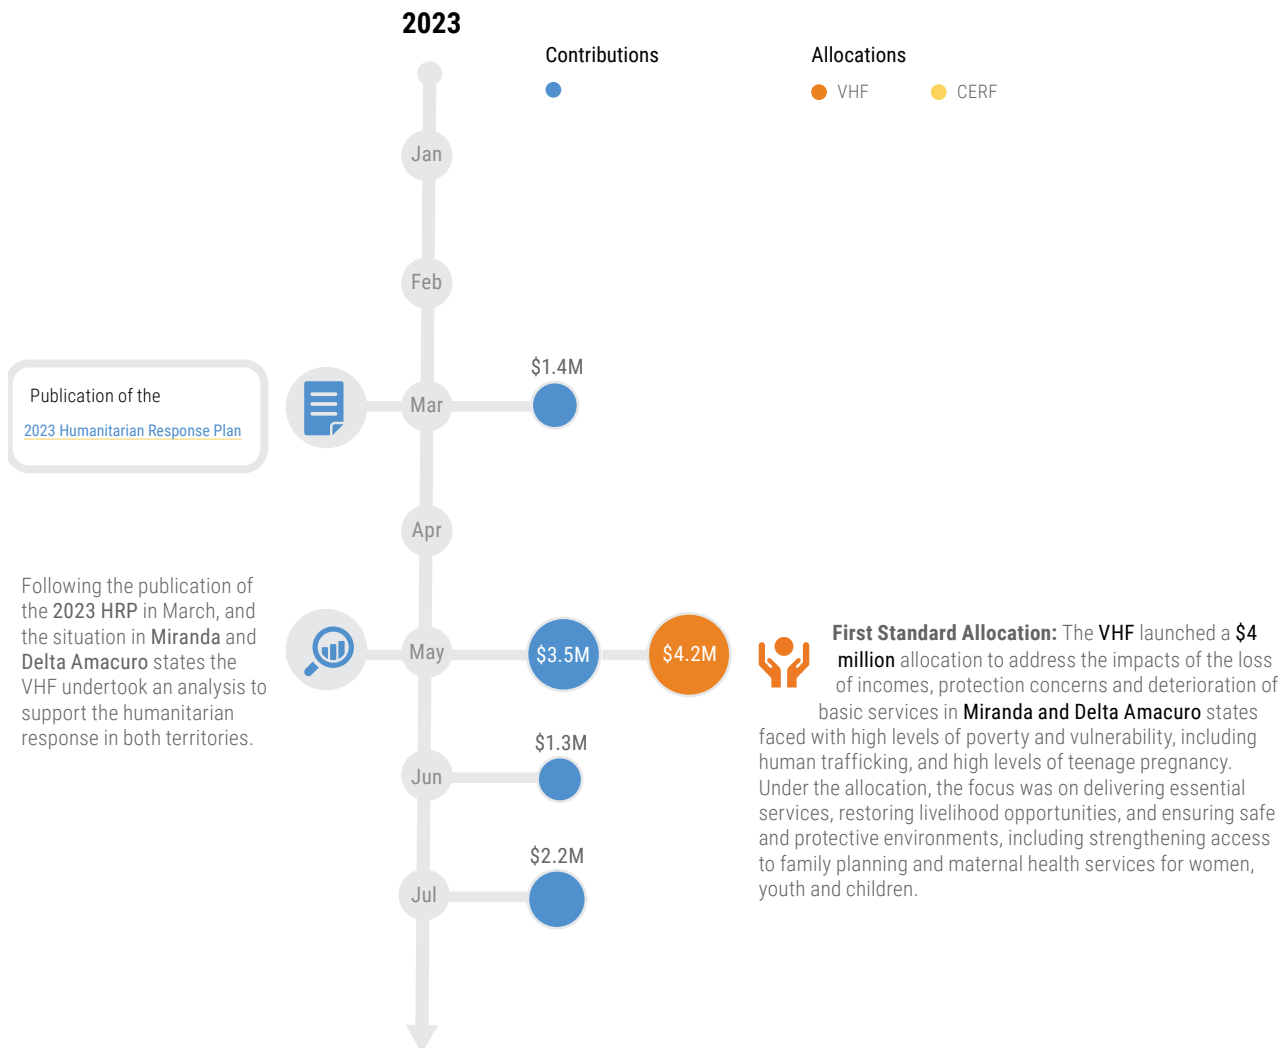 2023
Contributions
Allocations
VHF
CERF
Jan
Feb
$1.4M
Publication of the
2023 Humanitarian Response Plan
Mar
Apr
Following the publication of
the 2023 HRP in March, and
the situation in Miranda and
Delta Amacuro states the
VHF undertook an analysis to
support the humanitarian
response in both territories.
May
$3.5M
$4.2M
First Standard Allocation: The VHF launched a $4
million allocation to address the impacts of the loss
of incomes, protection concerns and deterioration of
basic services in Miranda and Delta Amacuro states
faced with high levels of poverty and vulnerability, including
human trafficking, and high levels of teenage pregnancy.
Under the allocation, the focus was on delivering essential
services, restoring livelihood opportunities, and ensuring safe
and protective environments, including strengthening access
to family planning and maternal health services for women,
youth and children.
$1.3M
Jun
$2.2M
Jul